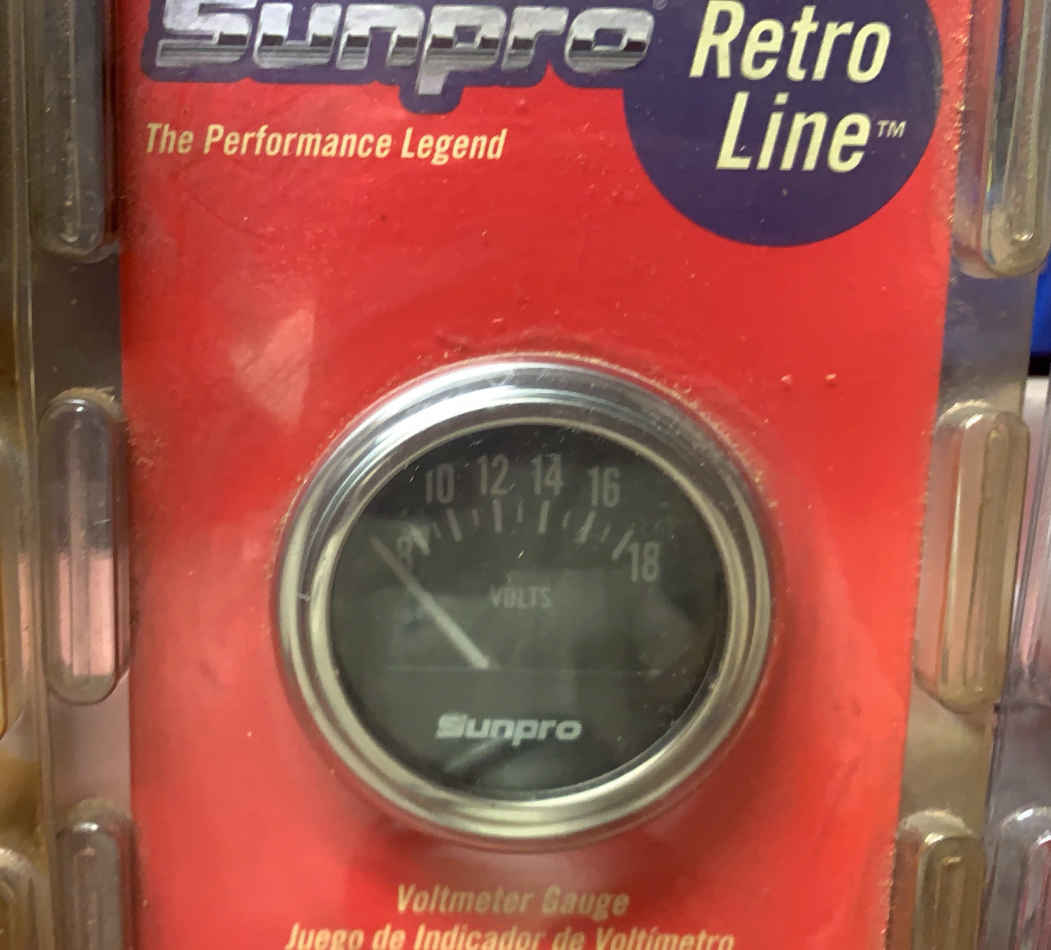 Sunpro® Retro
Line™
The Performance Legend
8 10 12 14 16 18
VOLTS
Sunpro
Voltmeter Gauge
Juego de Indicador de Voltímetro